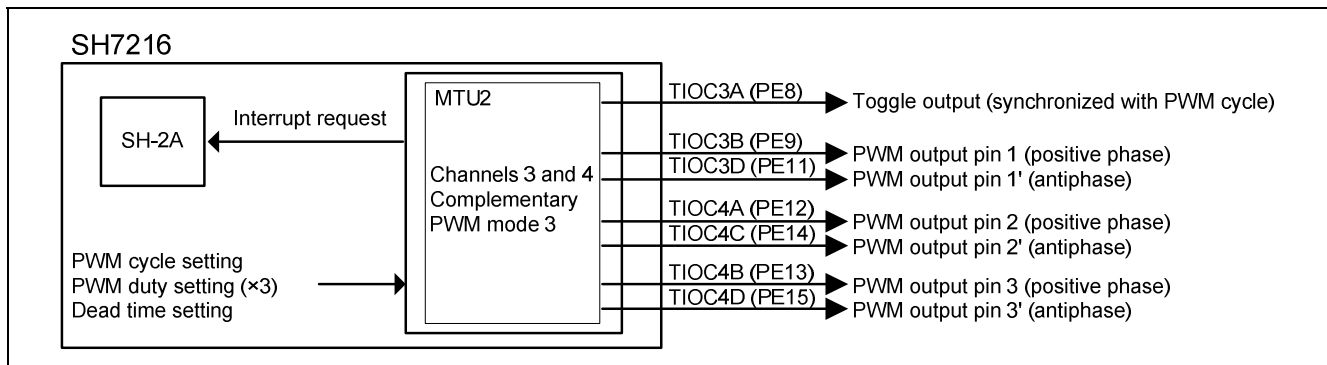 SH7216
SH-2A
Interrupt request
MTU2
Channels 3 and 4
Complementary
PWM mode 3
PWM cycle setting
PWM duty setting (×3)
Dead time setting
TIOC3A (PE8)
Toggle output (synchronized with PWM cycle)
TIOC3B (PE9)
PWM output pin 1 (positive phase)
TIOC3D (PE11)
PWM output pin 1' (antiphase)
TIOC4A (PE12)
PWM output pin 2 (positive phase)
TIOC4C (PE14)
PWM output pin 2' (antiphase)
TIOC4B (PE13)
PWM output pin 3 (positive phase)
TIOC4D (PE15)
PWM output pin 3' (antiphase)